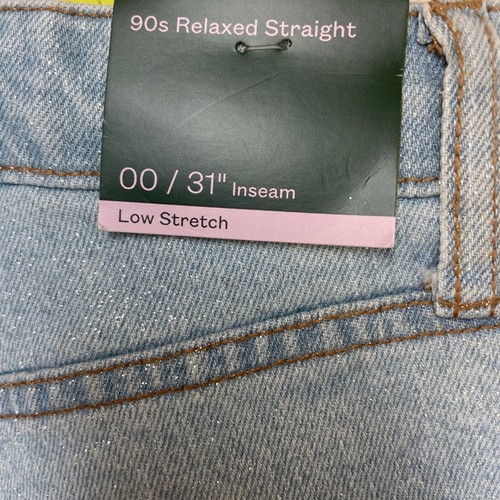 90s Relaxed Straight
00 / 31" Inseam
Low Stretch